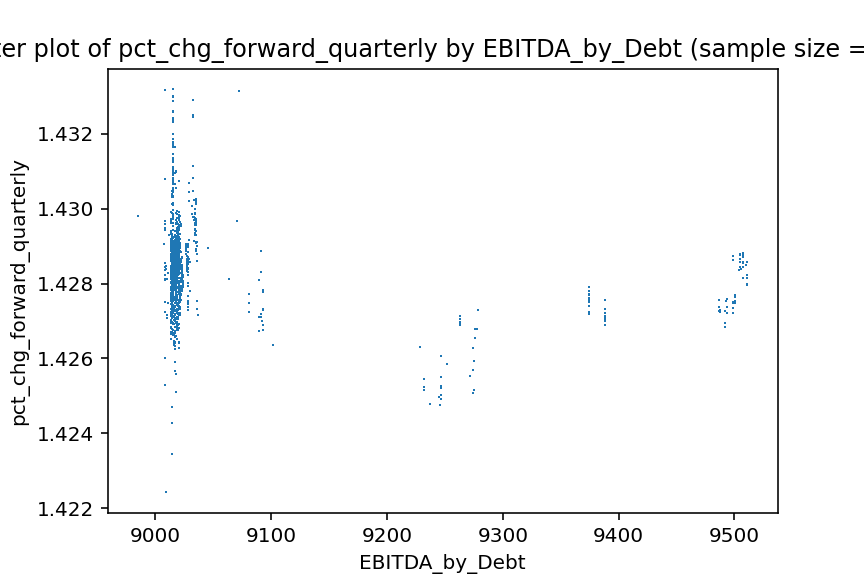 ter plot of pct_chg_forward_quarterly by EBITDA_by_Debt (sample size =
pct_chg_forward_quarterly
1.432
1.430
1.428
1.426
1.424
1.422
9000 9100 9200 9300 9400 9500
EBITDA_by_Debt